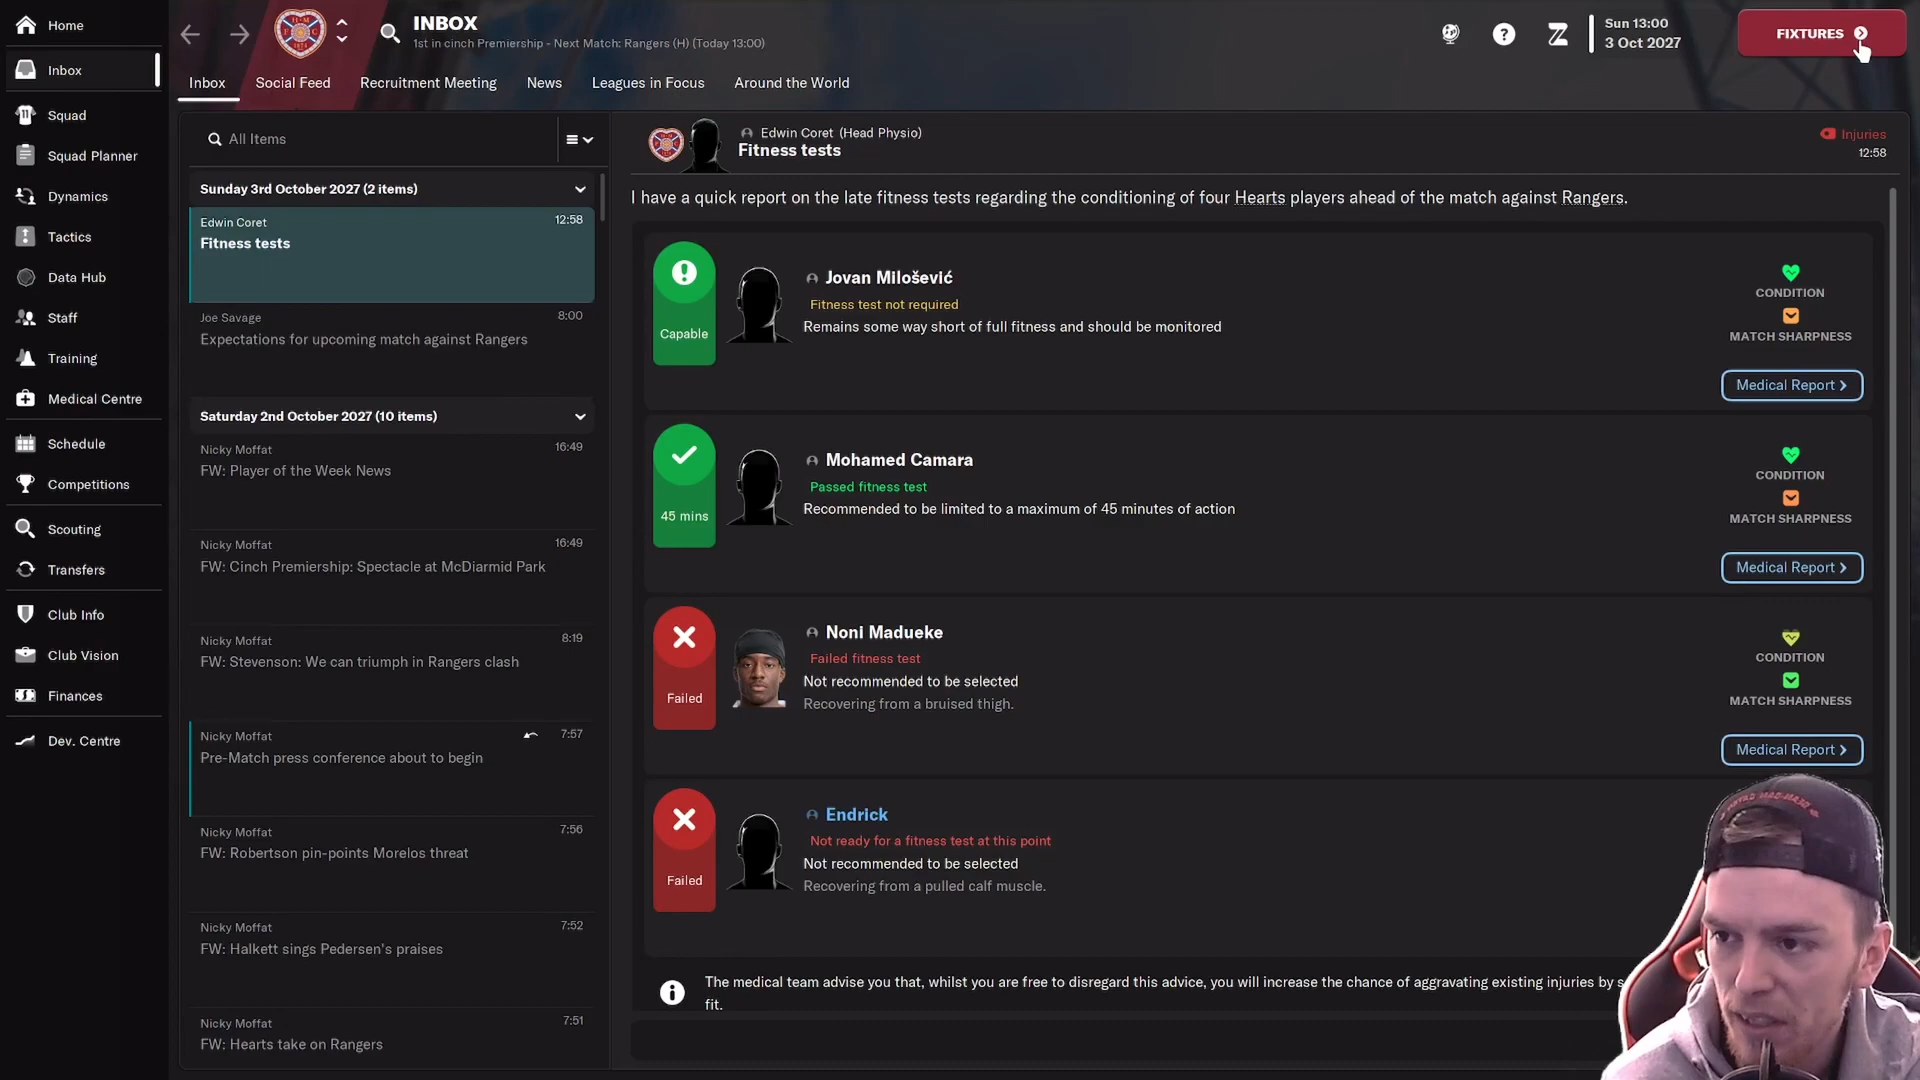 Home
Inbox
Squad
Squad Planner
Dynamics
Tactics
Data Hub
Staff
Training
Medical Centre
Schedule
Competitions
Scouting
Transfers
Club Info
Club Vision
Finances
Dev. Centre
INBOX
1st in cinch Premiership - Next Match: Rangers (H) (Today 13:00)
Sun 13:00
3 Oct 2027
FIXTURES
Inbox Social Feed Recruitment Meeting News Leagues in Focus Around the World
All Items
Sunday 3rd October 2027 (2 items)
Edwin Coret 12:58
Fitness tests
Joe Savage 8:00
Expectations for upcoming match against Rangers
Saturday 2nd October 2027 (10 items)
Nicky Moffat 16:49
FW: Player of the Week News
Nicky Moffat 16:49
FW: Cinch Premiership: Spectacle at McDiarmid Park
Nicky Moffat 8:19
FW: Stevenson: We can triumph in Rangers clash
Nicky Moffat 7:57
Pre-Match press conference about to begin
Nicky Moffat 7:56
FW: Robertson pin-points Morelos threat
Nicky Moffat 7:52
FW: Halkett sings Pedersen's praises
Nicky Moffat 7:51
FW: Hearts take on Rangers
Edwin Coret (Head Physio)
Fitness tests
Injuries
12:58
I have a quick report on the late fitness tests regarding the conditioning of four Hearts players ahead of the match against Rangers.
Capable
Jovan Milošević
Fitness test not required
Remains some way short of full fitness and should be monitored
CONDITION
MATCH SHARPNESS
Medical Report
45 mins
Mohamed Camara
Passed fitness test
Recommended to be limited to a maximum of 45 minutes of action
CONDITION
MATCH SHARPNESS
Medical Report
Failed
Noni Madueke
Failed fitness test
Not recommended to be selected
Recovering from a bruised thigh.
CONDITION
MATCH SHARPNESS
Medical Report
Failed
Endrick
Not ready for a fitness test at this point
Not recommended to be selected
Recovering from a pulled calf muscle.
The medical team advise you that, whilst you are free to disregard this advice, you will increase the chance of aggravating existing injuries by s
fit.